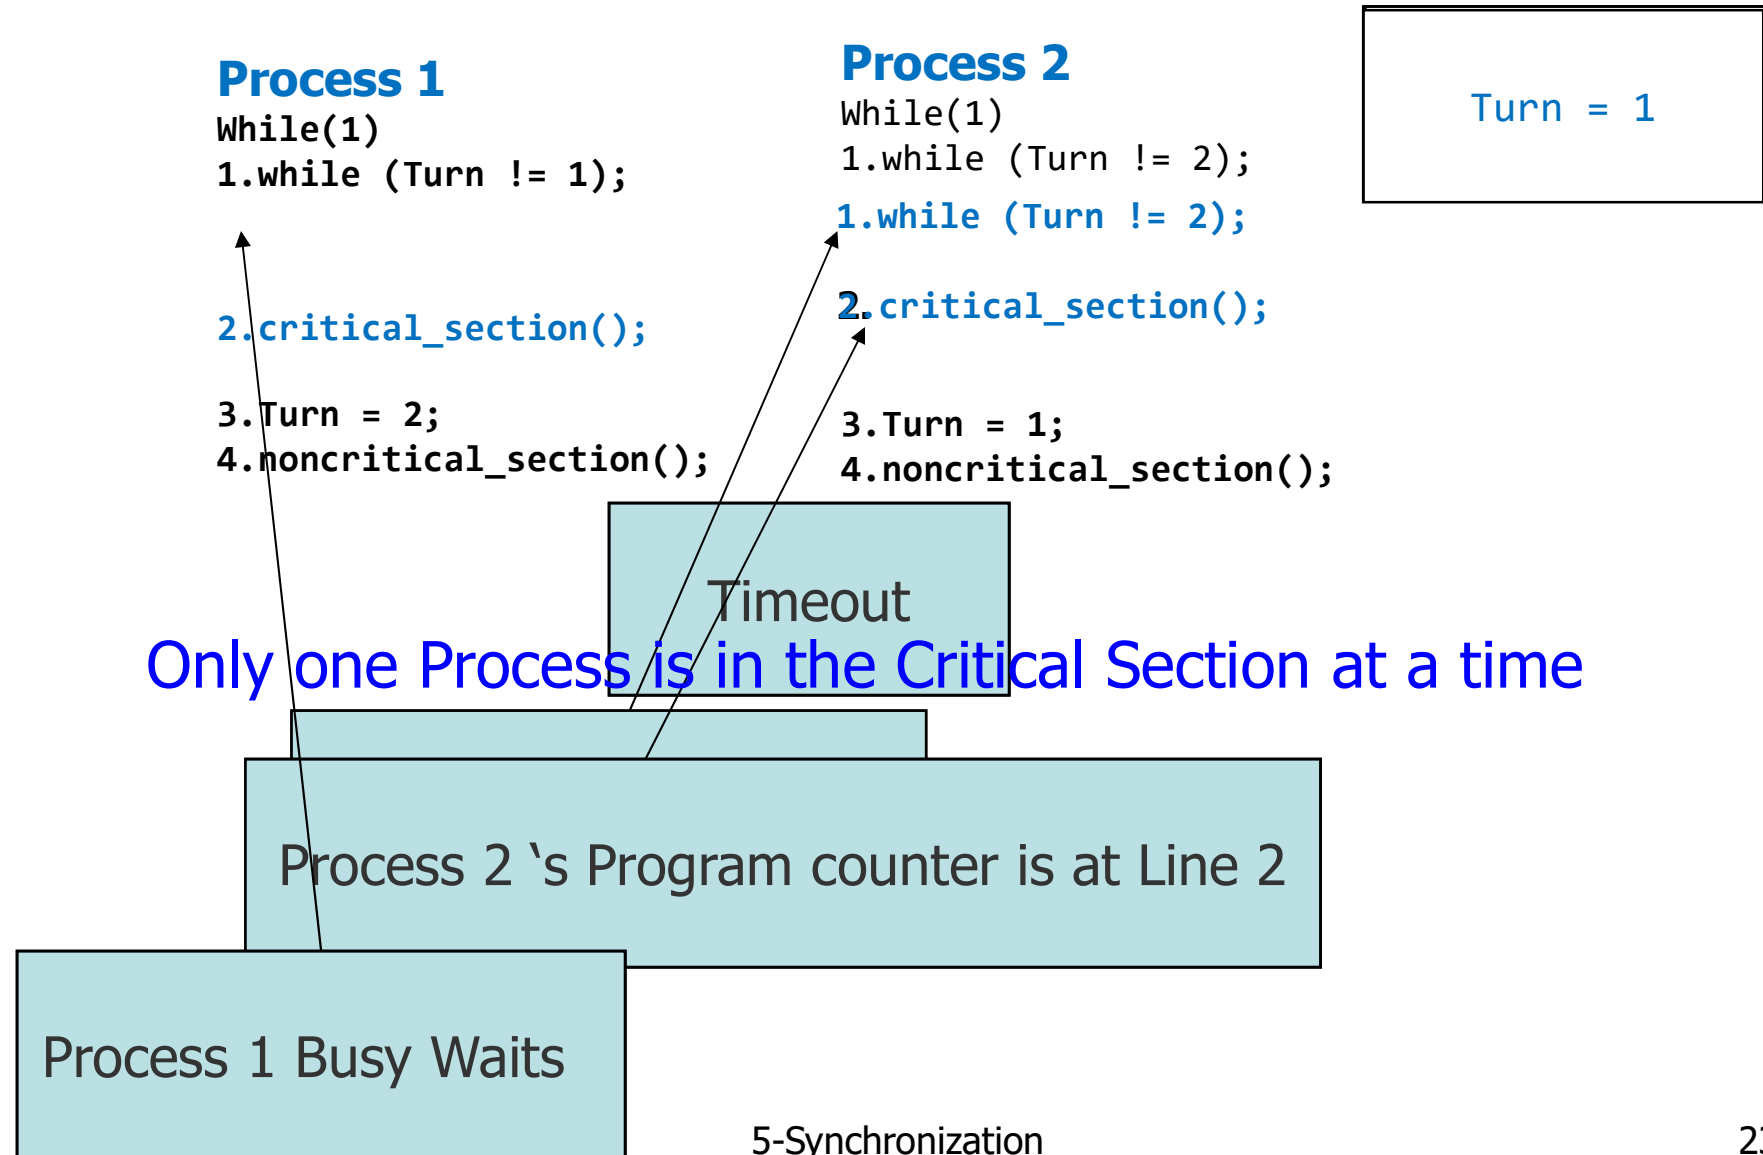 Process 1
While(1)
1.while (Turn != 1);
2.critical_section();
3.Turn = 2;
4.noncritical_section();
Process 2
While(1)
1.while (Turn != 2);
1.while (Turn != 2);
2.critical_section();
3.Turn = 1;
4.noncritical_section();
Turn = 1
Timeout
Only one Process is in the Critical Section at a time
Process 2 ‘s Program counter is at Line 2
Process 1 Busy Waits
5-Synchronization